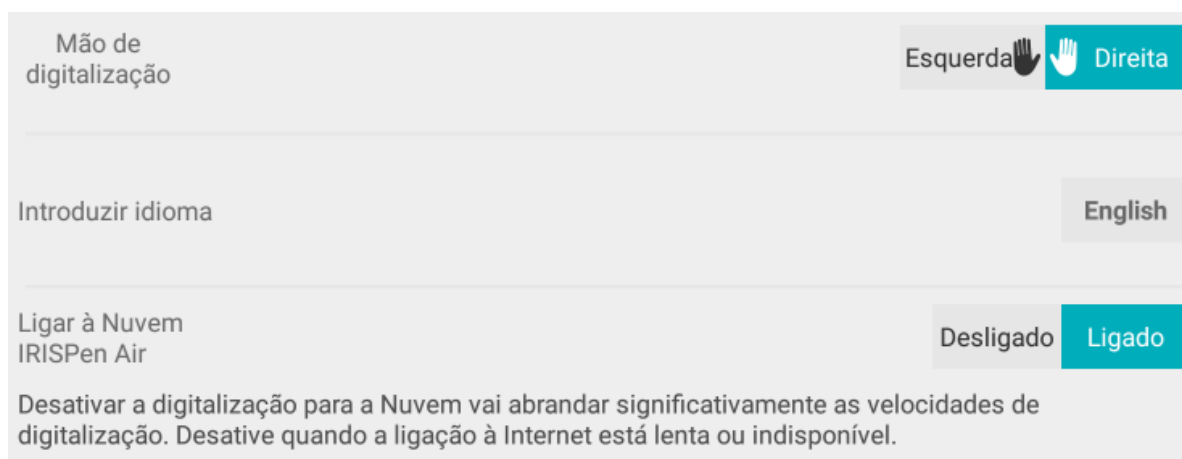 Mão de
digitalização
Esquerda Direita
Introduzir idioma
English
Ligar à Nuvem
IRISPen Air
Desligado Ligado
Desativar a digitalização para a Nuvem vai abrandar significativamente as velocidades de
digitalização. Desative quando a ligação à Internet está lenta ou indisponível.